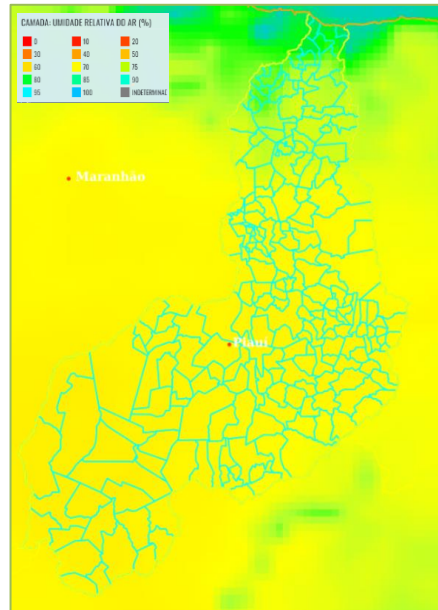 CAMADA: UMIDADE RELATIVA DO AR (%)
0 10 20
30 40 50
60 70 75
80 85 90
95 100 INDETERMINAC
Maranhão
Piauí